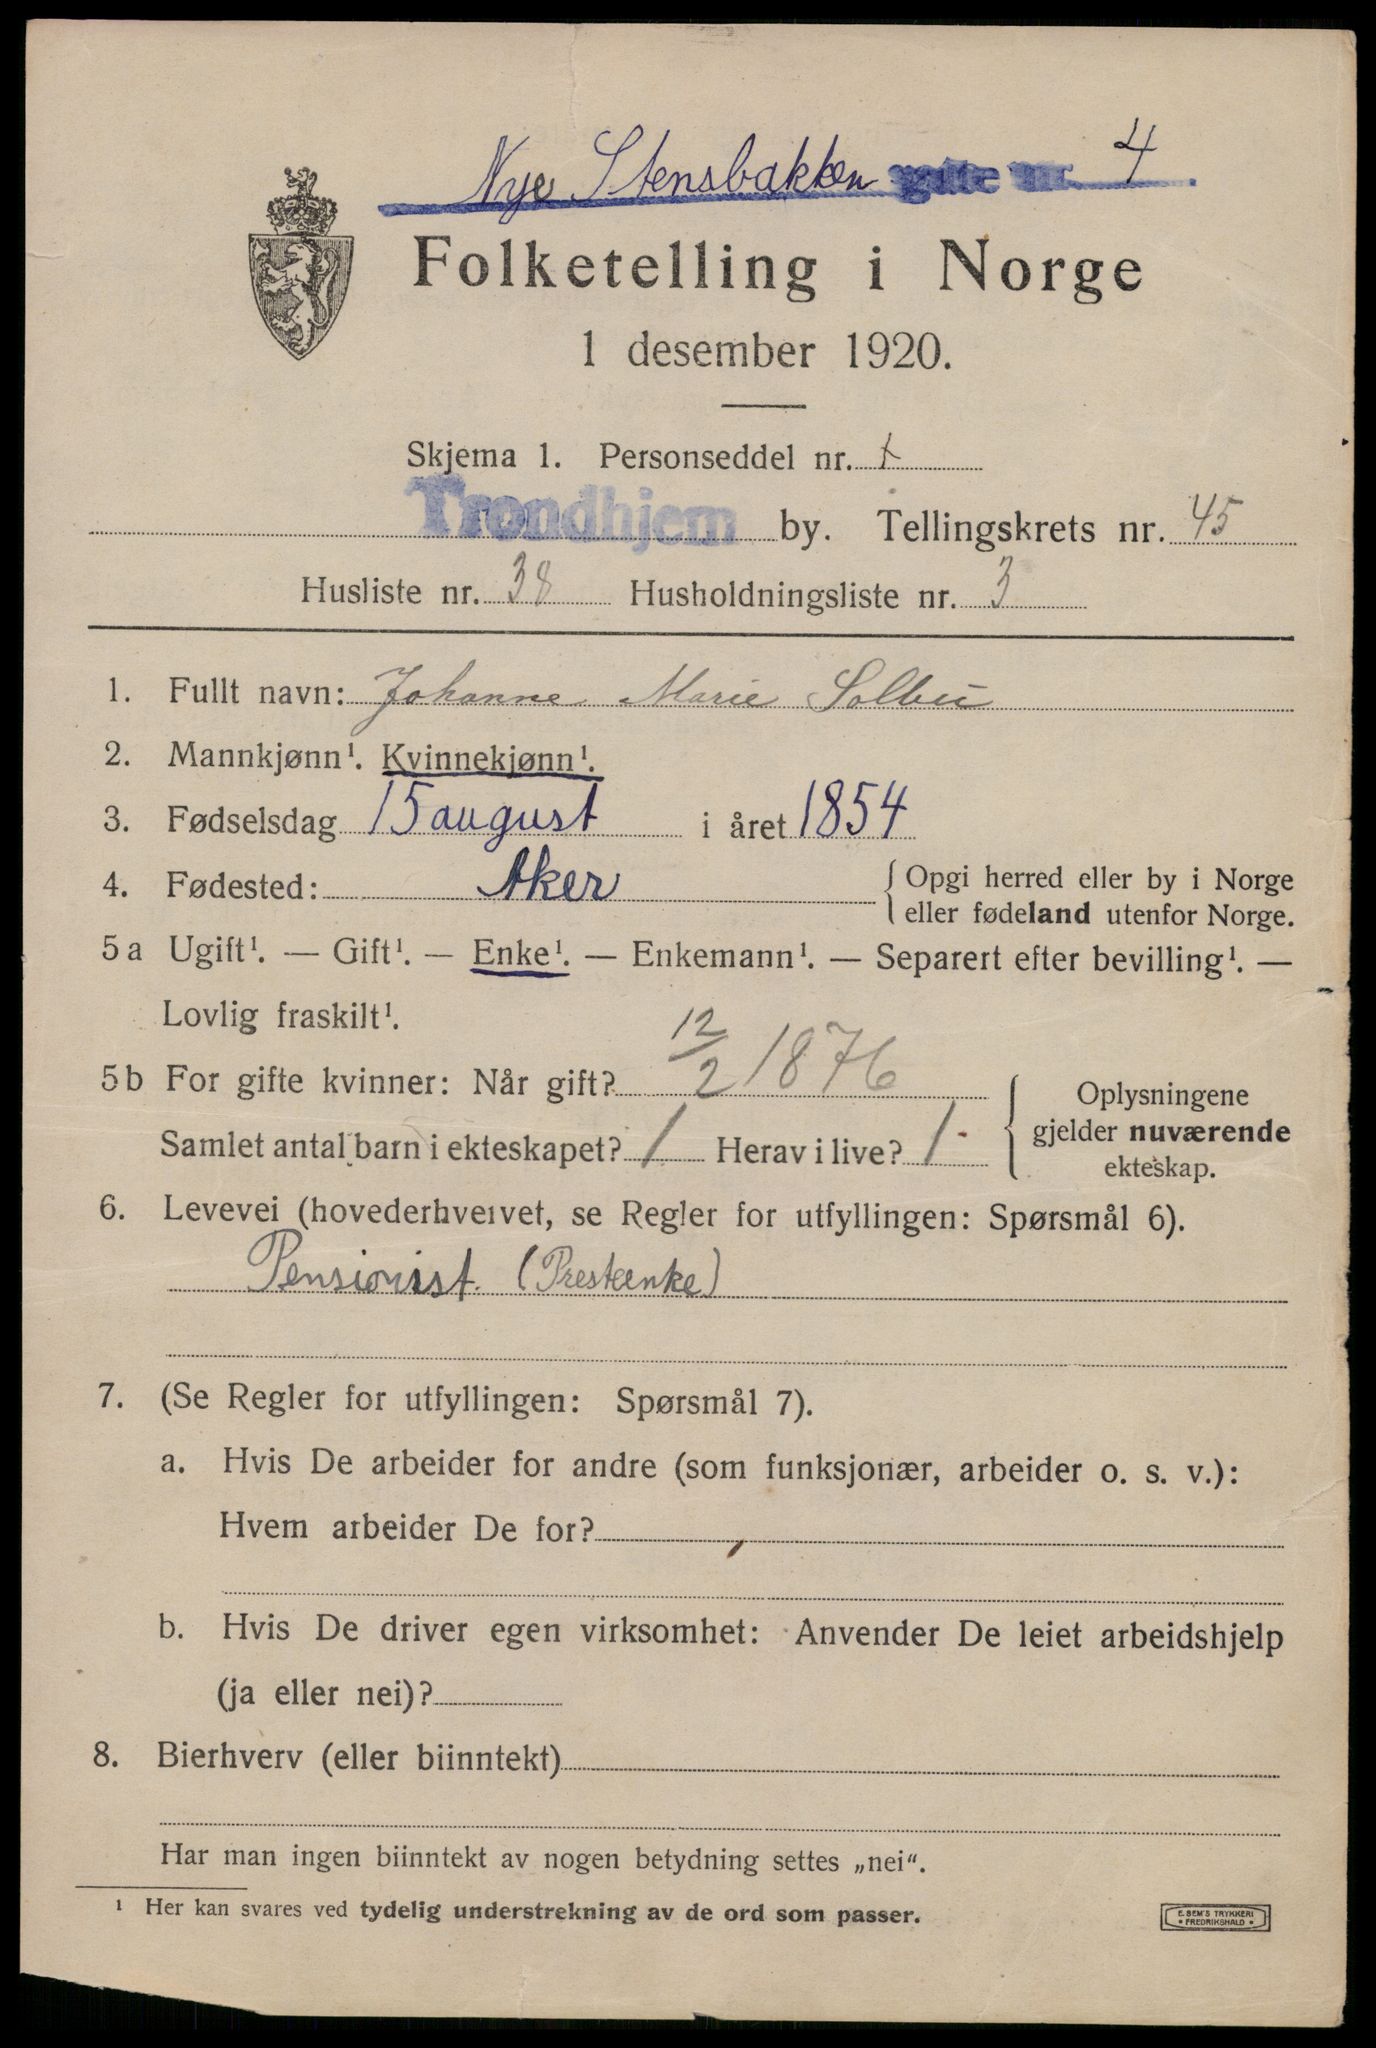 Nye Stensbakken gate nr. 4
Folketelling i Norge
1 desember 1920.
Skjema 1. Personseddel nr. 1
Trondhjem by. Tellingskrets nr. 45
Husliste nr. 38 Husholdningsliste nr. 3
1. Fullt navn: Johanne Marie Solbu
2. Mannkjønn¹. Kvinnekjønn¹.
3. Fødselsdag 15 august i året 1854
4. Fødested: Aker { Opgi herred eller by i Norge
eller fødeland utenfor Norge.
5a Ugift¹. — Gift¹. — Enke¹. — Enkemann¹. — Separert efter bevilling¹. —
Lovlig fraskilt¹.
5b For gifte kvinner: Når gift? 12/2 1876
Samlet antal barn i ekteskapet? 1 Herav i live? 1.
Oplysningene
gjelder nuværende
ekteskap.
6. Levevei (hovederhvervet, se Regler for utfyllingen: Spørsmål 6).
Pensionist. (Presteenke)
7. (Se Regler for utfyllingen: Spørsmål 7).
a. Hvis De arbeider for andre (som funksjonær, arbeider o. s. v.):
Hvem arbeider De for?
b. Hvis De driver egen virksomhet: Anvender De leiet arbeidshjelp
(ja eller nei)?
8. Bierhverv (eller biinntekt)
Har man ingen biinntekt av nogen betydning settes „nei“.
¹ Her kan svares ved tydelig understrekning av de ord som passer.
E. SEM'S TRYKKERI
• FREDRIKSHALD •